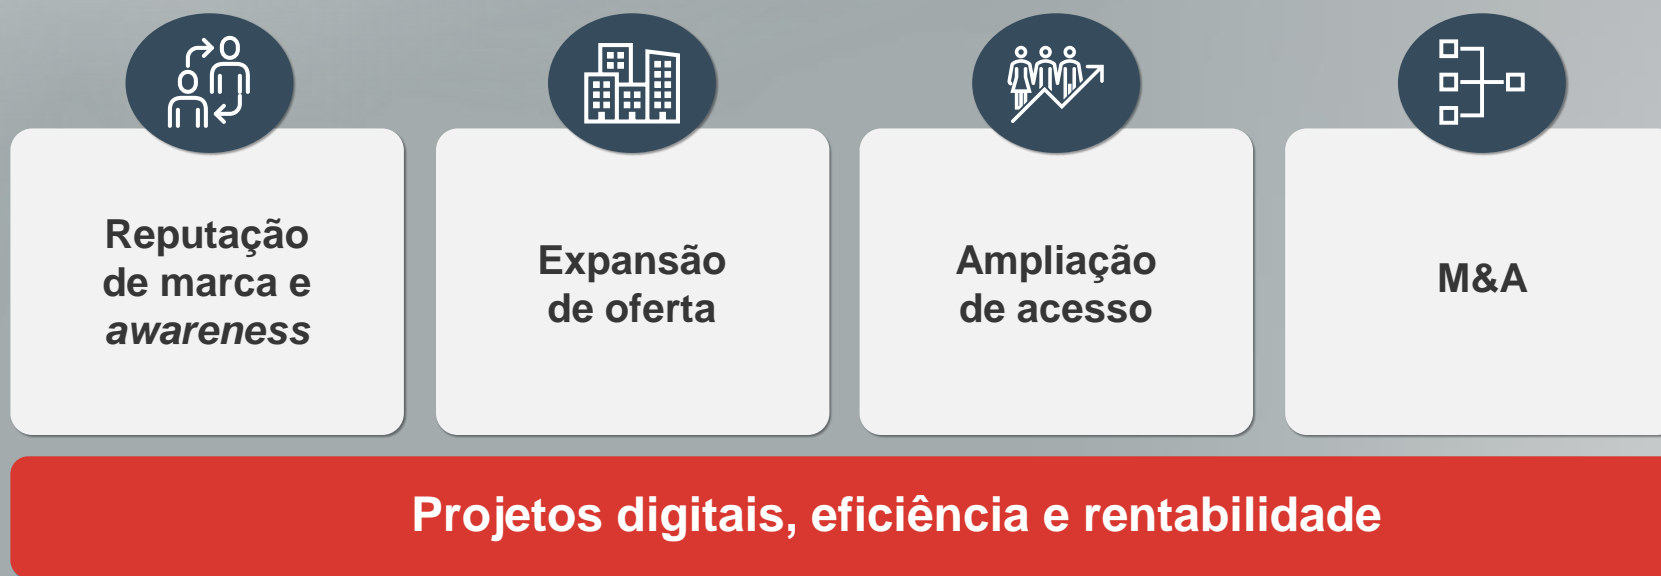 Reputação
de marca e
awareness
Expansão
de oferta
Ampliação
de acesso
M&A
Projetos digitais, eficiência e rentabilidade